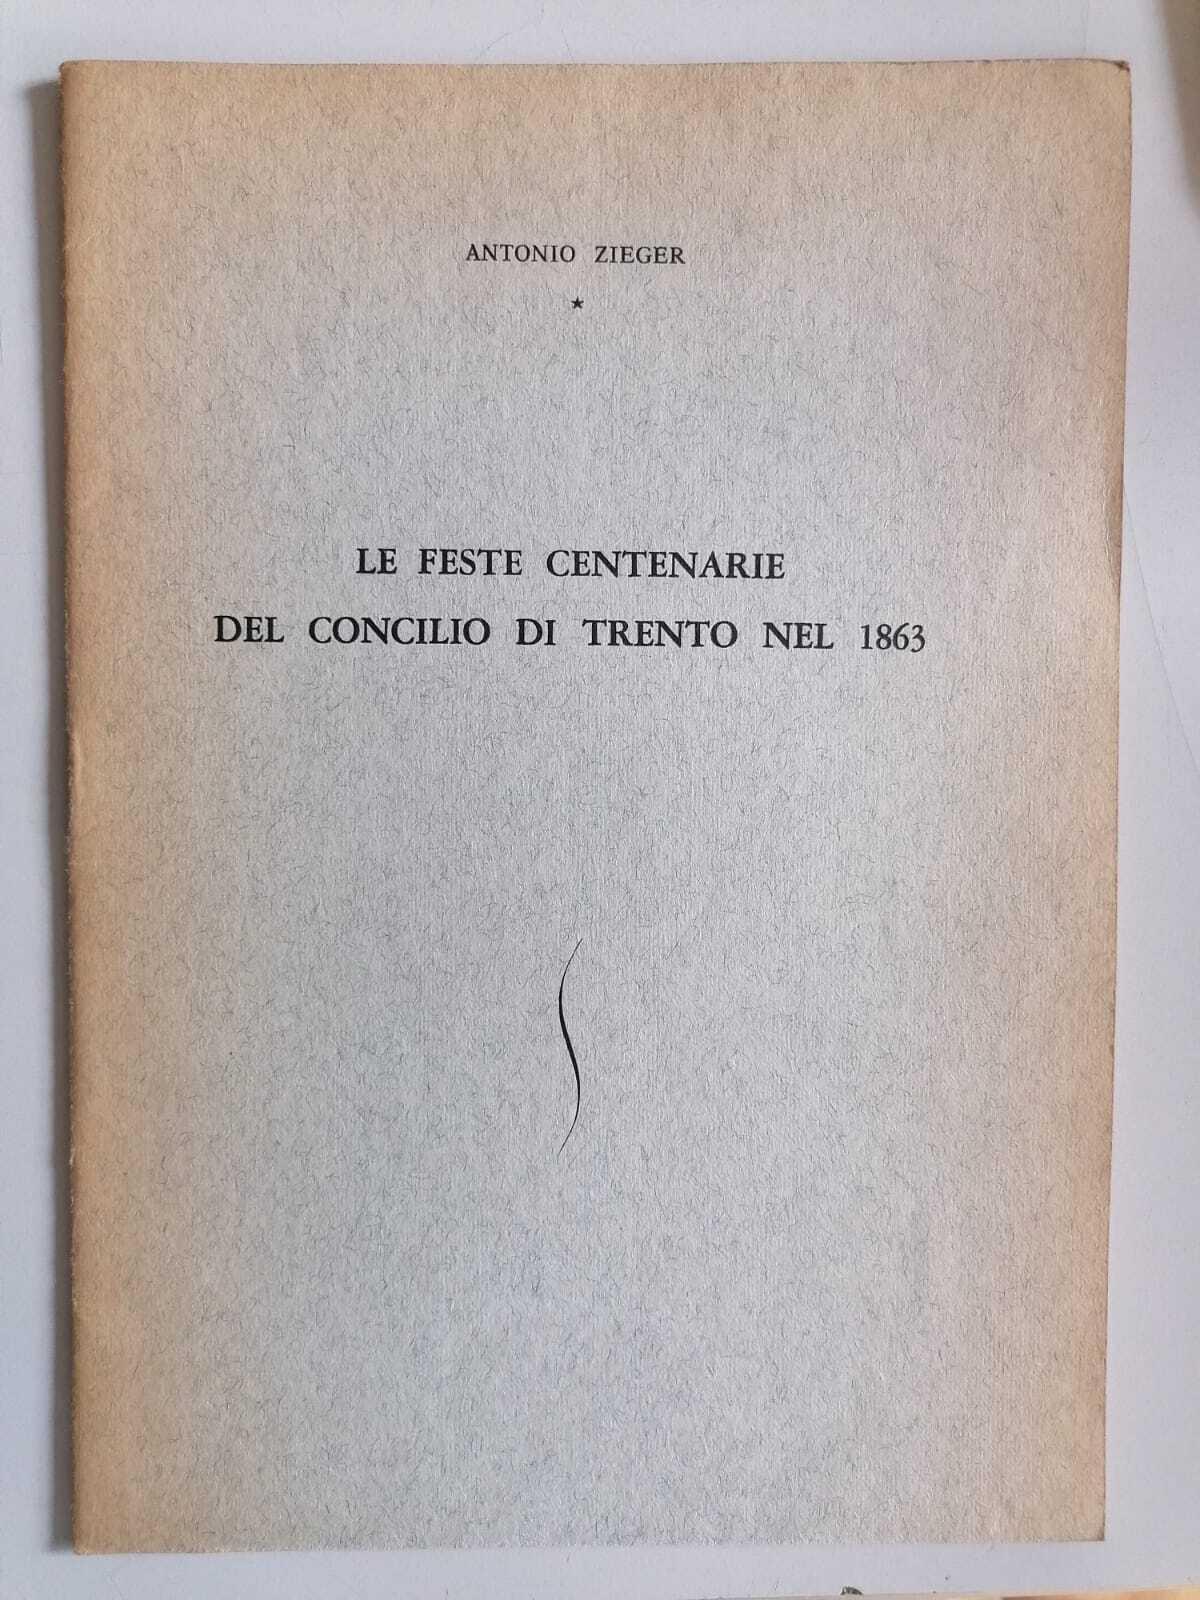 ANTONIO ZIEGER
★
LE FESTE CENTENARIE
DEL CONCILIO DI TRENTO NEL 1863